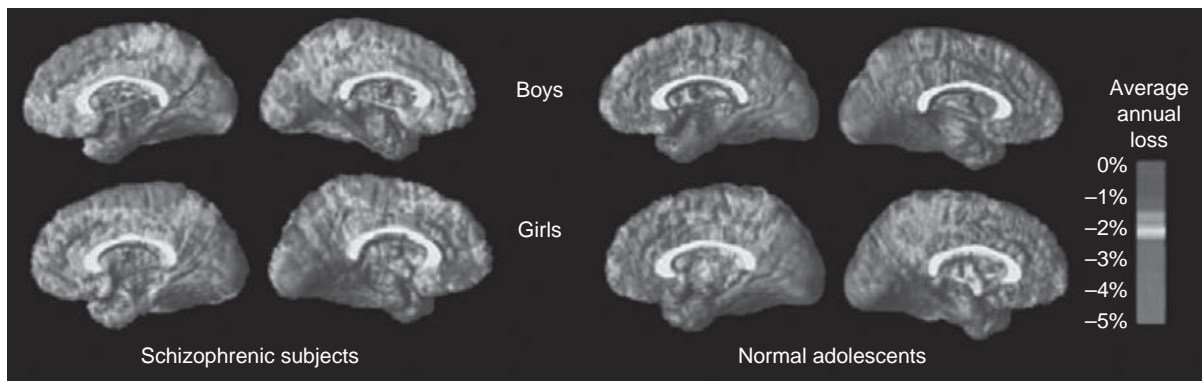 Boys
Girls
Average
annual
loss
0%
–1%
–2%
–3%
–4%
–5%
Schizophrenic subjects
Normal adolescents